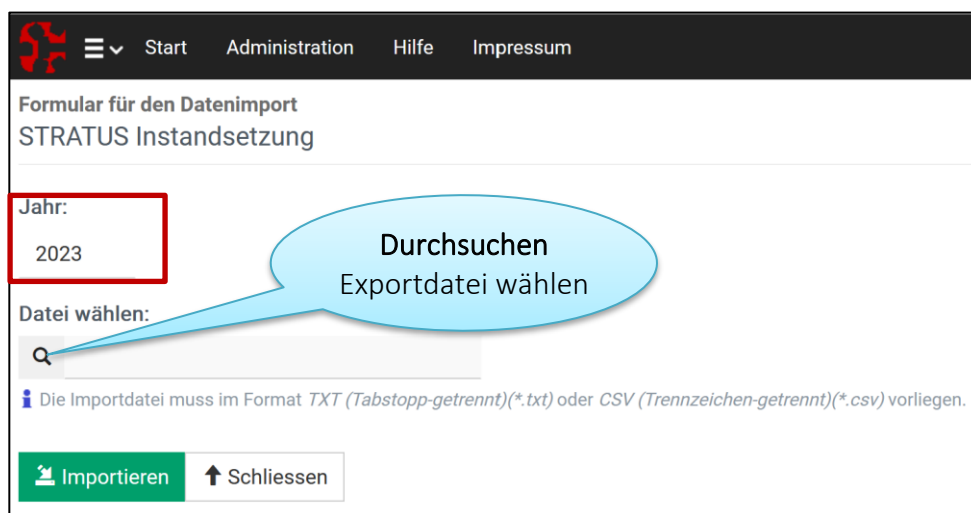 Start Administration Hilfe Impressum
Formular für den Datenimport
STRATUS Instandsetzung
Jahr:
2023
Durchsuchen
Exportdatei wählen
Datei wählen:
Die Importdatei muss im Format TXT (Tabstopp-getrennt)(*.txt) oder CSV (Trennzeichen-getrennt)(*.csv) vorliegen.
Importieren Schliessen